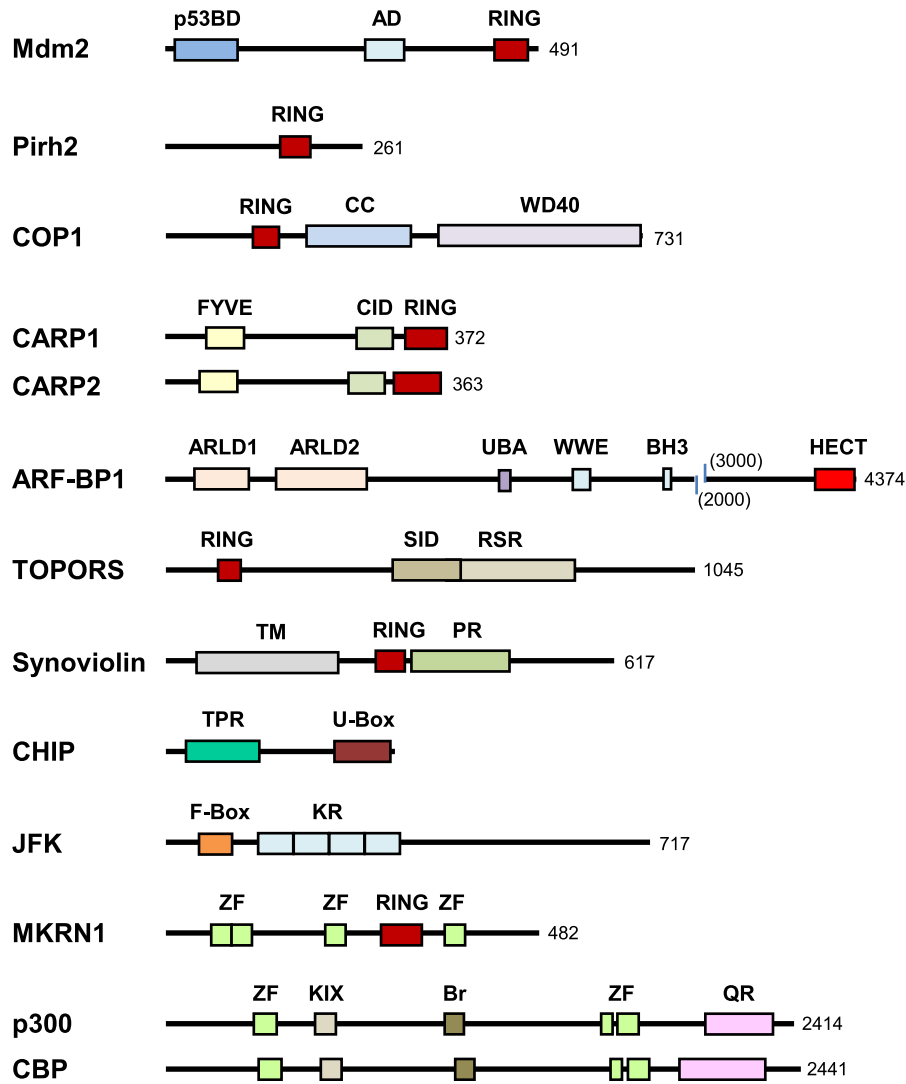 p53BD AD RING
Mdm2 491
RING
Pirh2 261
RING CC WD40
COP1 731
FYVE CID RING
CARP1 372
CARP2 363
ARLD1 ARLD2 UBA WWE BH3 HECT
(3000)
ARF-BP1 4374
(2000)
RING SID RSR
TOPORS 1045
TM RING PR
Synoviolin 617
TPR U-Box
CHIP
F-Box KR
JFK 717
ZF ZF RING ZF
MKRN1 482
ZF KIX Br ZF QR
p300 2414
CBP 2441